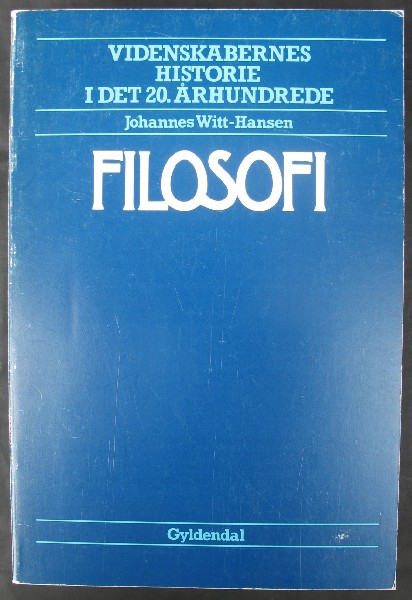 VIDENSKABERNES
HISTORIE
I DET 20. ÅRHUNDREDE
Johannes Witt-Hansen
FILOSOFI
Gyldendal